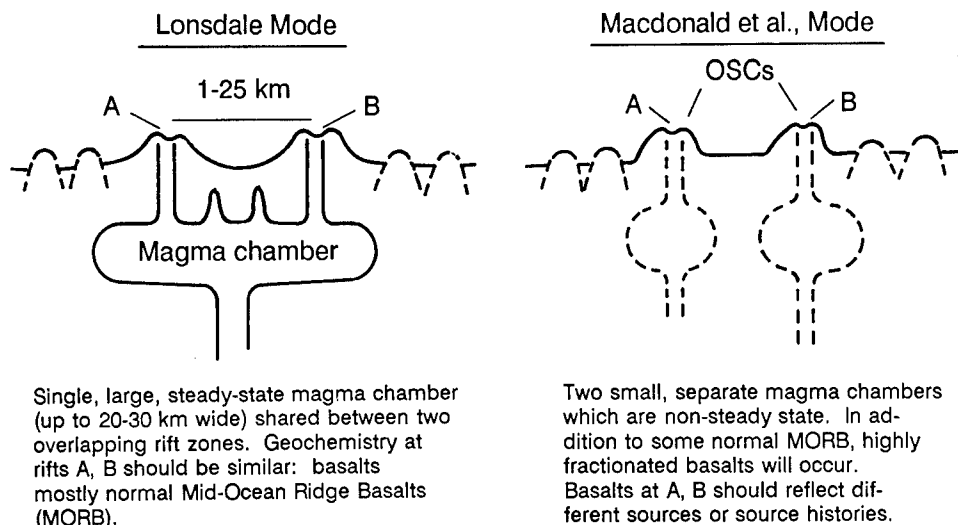 Lonsdale Mode
A
1-25 km
B
Magma chamber
Single, large, steady-state magma chamber
(up to 20-30 km wide) shared between two
overlapping rift zones. Geochemistry at
rifts A, B should be similar: basalts
mostly normal Mid-Ocean Ridge Basalts
(MORB).
Macdonald et al., Mode
OSCs
A
B
Two small, separate magma chambers
which are non-steady state. In ad-
dition to some normal MORB, highly
fractionated basalts will occur.
Basalts at A, B should reflect dif-
ferent sources or source histories.